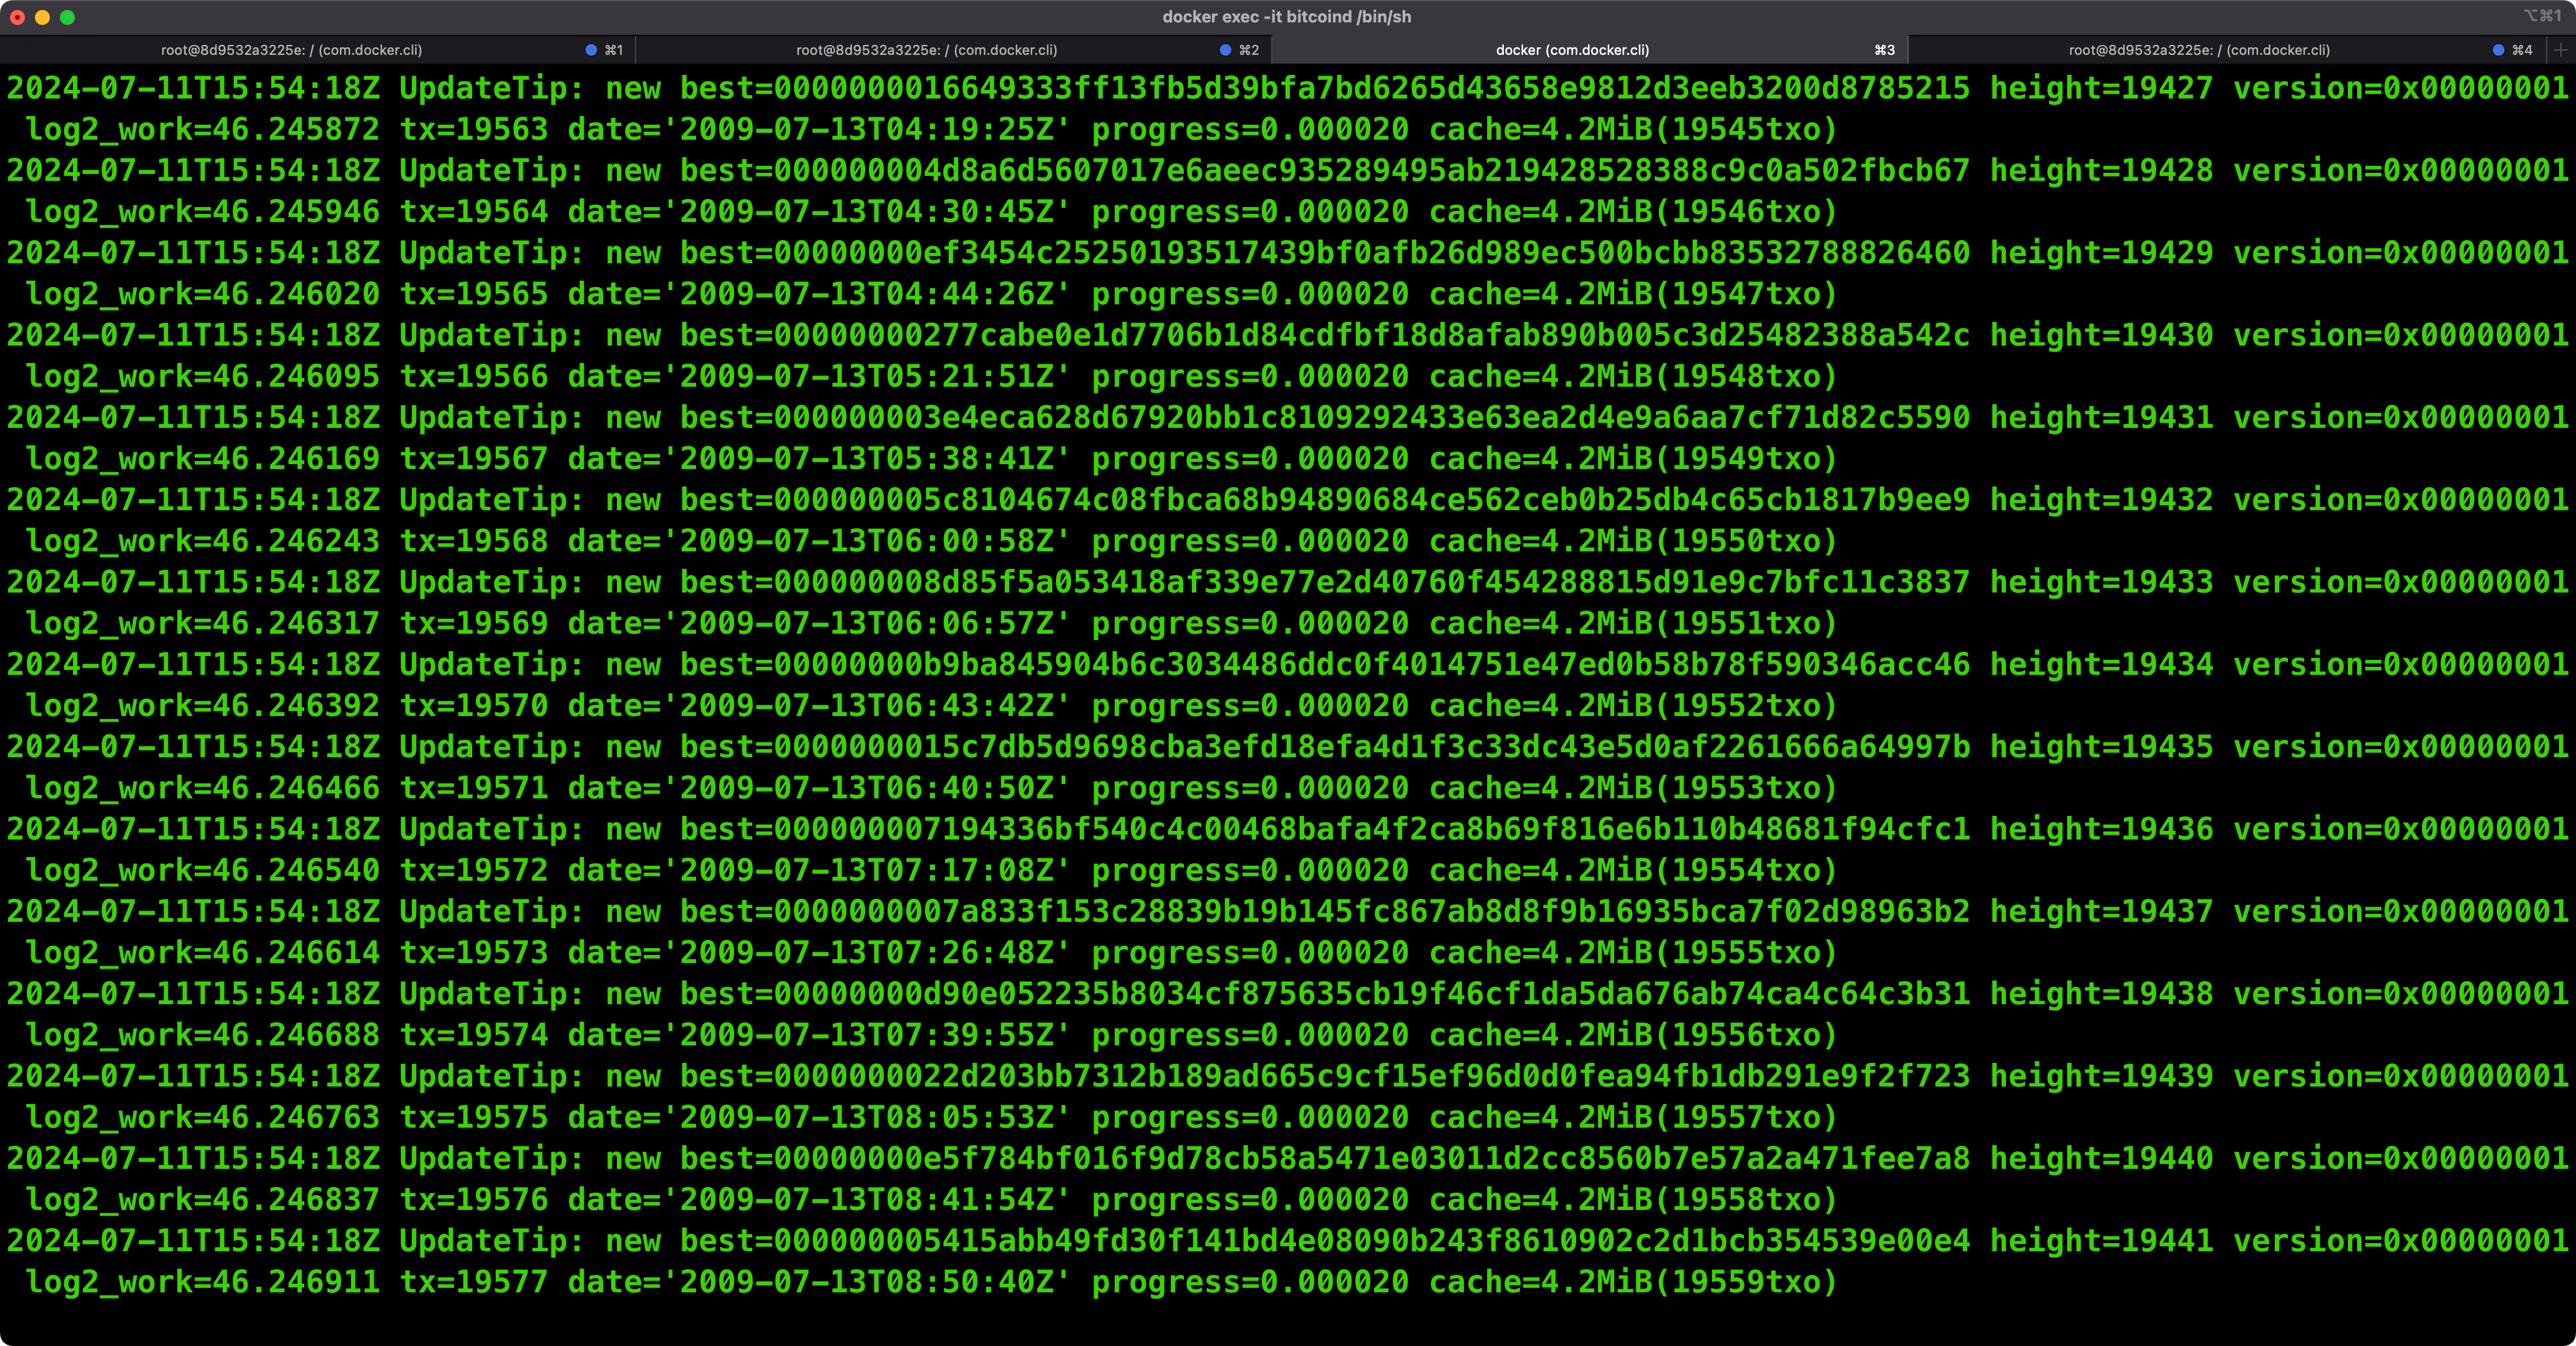 docker exec -it bitcoind /bin/sh
⌥⌘1
root@8d9532a3225e: / (com.docker.cli) ⌘1
root@8d9532a3225e: / (com.docker.cli) ⌘2
docker (com.docker.cli) ⌘3
root@8d9532a3225e: / (com.docker.cli) ⌘4
2024-07-11T15:54:18Z UpdateTip: new best=0000000016649333ff13fb5d39bfa7bd6265d43658e9812d3eeb3200d8785215 height=19427 version=0x00000001
log2_work=46.245872 tx=19563 date='2009-07-13T04:19:25Z' progress=0.000020 cache=4.2MiB(19545txo)
2024-07-11T15:54:18Z UpdateTip: new best=000000004d8a6d5607017e6aeec935289495ab219428528388c9c0a502fbcb67 height=19428 version=0x00000001
log2_work=46.245946 tx=19564 date='2009-07-13T04:30:45Z' progress=0.000020 cache=4.2MiB(19546txo)
2024-07-11T15:54:18Z UpdateTip: new best=00000000ef3454c25250193517439bf0afb26d989ec500bcbb83532788826460 height=19429 version=0x00000001
log2_work=46.246020 tx=19565 date='2009-07-13T04:44:26Z' progress=0.000020 cache=4.2MiB(19547txo)
2024-07-11T15:54:18Z UpdateTip: new best=00000000277cabe0e1d7706b1d84cdfbf18d8afab890b005c3d25482388a542c height=19430 version=0x00000001
log2_work=46.246095 tx=19566 date='2009-07-13T05:21:51Z' progress=0.000020 cache=4.2MiB(19548txo)
2024-07-11T15:54:18Z UpdateTip: new best=000000003e4eca628d67920bb1c8109292433e63ea2d4e9a6aa7cf71d82c5590 height=19431 version=0x00000001
log2_work=46.246169 tx=19567 date='2009-07-13T05:38:41Z' progress=0.000020 cache=4.2MiB(19549txo)
2024-07-11T15:54:18Z UpdateTip: new best=000000005c8104674c08fbca68b94890684ce562ceb0b25db4c65cb1817b9ee9 height=19432 version=0x00000001
log2_work=46.246243 tx=19568 date='2009-07-13T06:00:58Z' progress=0.000020 cache=4.2MiB(19550txo)
2024-07-11T15:54:18Z UpdateTip: new best=000000008d85f5a053418af339e77e2d40760f454288815d91e9c7bfc11c3837 height=19433 version=0x00000001
log2_work=46.246317 tx=19569 date='2009-07-13T06:06:57Z' progress=0.000020 cache=4.2MiB(19551txo)
2024-07-11T15:54:18Z UpdateTip: new best=00000000b9ba845904b6c3034486ddc0f4014751e47ed0b58b78f590346acc46 height=19434 version=0x00000001
log2_work=46.246392 tx=19570 date='2009-07-13T06:43:42Z' progress=0.000020 cache=4.2MiB(19552txo)
2024-07-11T15:54:18Z UpdateTip: new best=0000000015c7db5d9698cba3efd18efa4d1f3c33dc43e5d0af2261666a64997b height=19435 version=0x00000001
log2_work=46.246466 tx=19571 date='2009-07-13T06:40:50Z' progress=0.000020 cache=4.2MiB(19553txo)
2024-07-11T15:54:18Z UpdateTip: new best=000000007194336bf540c4c00468bafa4f2ca8b69f816e6b110b48681f94cfc1 height=19436 version=0x00000001
log2_work=46.246540 tx=19572 date='2009-07-13T07:17:08Z' progress=0.000020 cache=4.2MiB(19554txo)
2024-07-11T15:54:18Z UpdateTip: new best=0000000007a833f153c28839b19b145fc867ab8d8f9b16935bca7f02d98963b2 height=19437 version=0x00000001
log2_work=46.246614 tx=19573 date='2009-07-13T07:26:48Z' progress=0.000020 cache=4.2MiB(19555txo)
2024-07-11T15:54:18Z UpdateTip: new best=00000000d90e052235b8034cf875635cb19f46cf1da5da676ab74ca4c64c3b31 height=19438 version=0x00000001
log2_work=46.246688 tx=19574 date='2009-07-13T07:39:55Z' progress=0.000020 cache=4.2MiB(19556txo)
2024-07-11T15:54:18Z UpdateTip: new best=0000000022d203bb7312b189ad665c9cf15ef96d0d0fea94fb1db291e9f2f723 height=19439 version=0x00000001
log2_work=46.246763 tx=19575 date='2009-07-13T08:05:53Z' progress=0.000020 cache=4.2MiB(19557txo)
2024-07-11T15:54:18Z UpdateTip: new best=00000000e5f784bf016f9d78cb58a5471e03011d2cc8560b7e57a2a471fee7a8 height=19440 version=0x00000001
log2_work=46.246837 tx=19576 date='2009-07-13T08:41:54Z' progress=0.000020 cache=4.2MiB(19558txo)
2024-07-11T15:54:18Z UpdateTip: new best=000000005415abb49fd30f141bd4e08090b243f8610902c2d1bcb354539e00e4 height=19441 version=0x00000001
log2_work=46.246911 tx=19577 date='2009-07-13T08:50:40Z' progress=0.000020 cache=4.2MiB(19559txo)